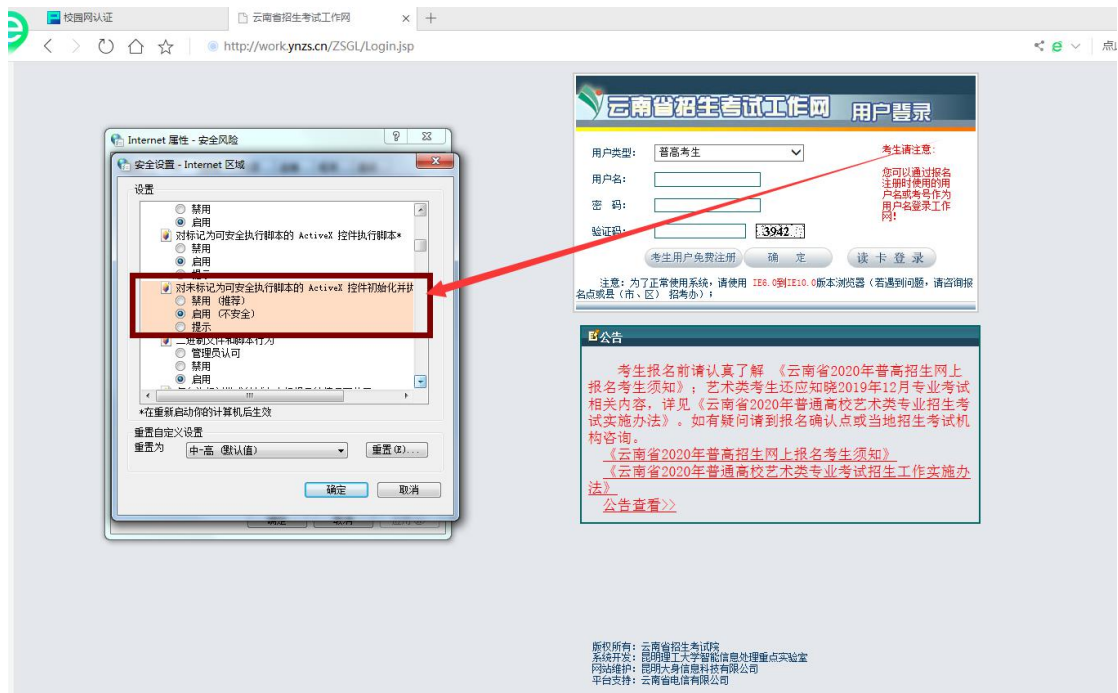 校园网认证
云南省招生考试工作网
http://work.ynzs.cn/ZSGL/Login.jsp
云南省招生考试工作网 用户登录
用户类型: 普高考生
用户名:
密 码:
验证码: 3942
考生请注意:
您可以通过报名
注册时使用的用
户名或考号作为
用户名登录工作
网!
考生用户免费注册 确 定 读 卡 登 录
注意: 为了正常使用系统, 请使用 IE6.0到IE10.0版本浏览器 (若遇到问题, 请咨询报
名点或县 (市、区) 招考办);
公告
考生报名前请认真了解 《云南省2020年普高招生网上
报名考生须知》; 艺术类考生还应知晓2019年12月专业考试
相关内容, 详见《云南省2020年普通高校艺术类专业招生考
试实施办法》。如有疑问请到报名确认点或当地招生考试机
构咨询。
《云南省2020年普高招生网上报名考生须知》
《云南省2020年普通高校艺术类专业考试招生工作实施办
法》
公告查看>>
版权所有: 云南省招生考试院
系统开发: 昆明理工大学智能信息处理重点实验室
网站维护: 昆明大身信息科技有限公司
平台支持: 云南省电信有限公司
Internet 属性 - 安全风险
安全设置 - Internet 区域
设置
禁用
启用
对标记为可安全执行脚本的 ActiveX 控件执行脚本*
禁用
启用
提示
对未标记为可安全执行脚本的 ActiveX 控件初始化并执
禁用 (推荐)
启用 (不安全)
提示
二进制文件和脚本行为
管理员认可
禁用
启用
*在重新启动你的计算机后生效
重置自定义设置
重置为 中-高 (默认值) 重置(E)...
确定 取消